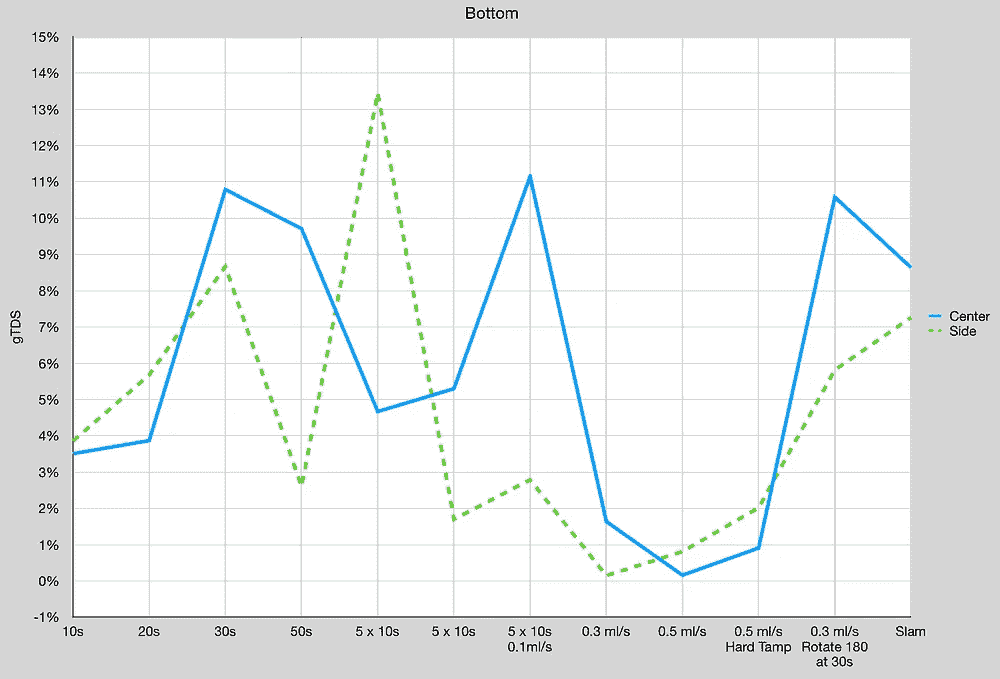 Bottom
15%
14%
13%
12%
11%
10%
9%
8%
7%
6%
5%
4%
3%
2%
1%
0%
-1%
gTDS
Center
Side
10s 20s 30s 50s 5 x 10s 5 x 10s 5 x 10s 0.3 ml/s 0.5 ml/s 0.5 ml/s 0.3 ml/s Slam
0.1ml/s Hard Tamp Rotate 180
at 30s